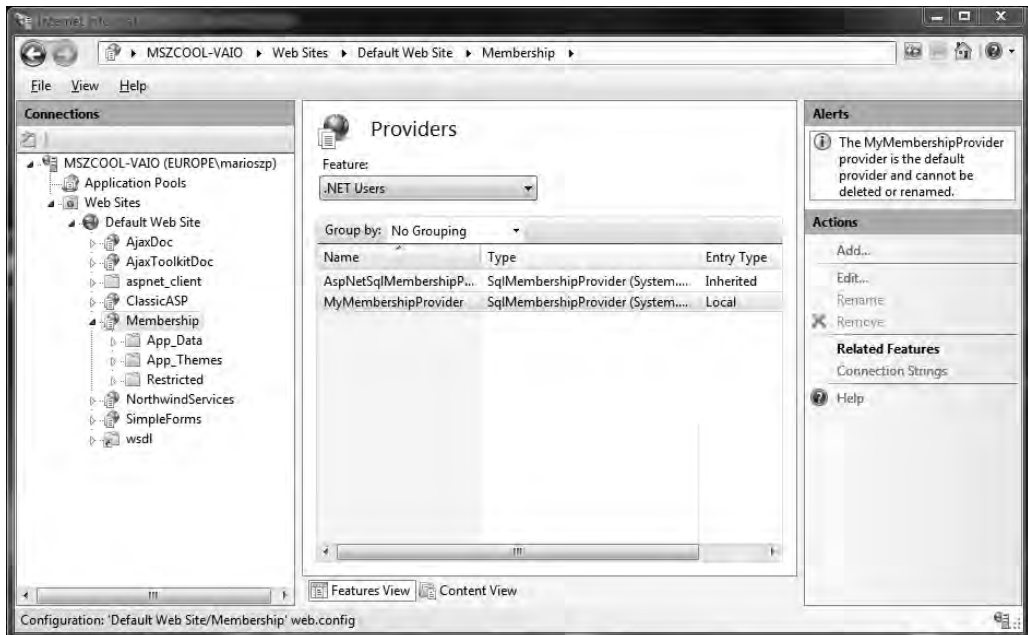 MSZCOOL-VAIO Web Sites Default Web Site Membership
File View Help
Connections
MSZCOOL-VAIO (EUROPE\marioszp)
Application Pools
Web Sites
Default Web Site
AjaxDoc
AjaxToolkitDoc
aspnet_client
ClassicASP
Membership
App_Data
App_Themes
Restricted
NorthwindServices
SimpleForms
wsdl
Providers
Feature:
.NET Users
Group by: No Grouping
Name Type Entry Type
AspNetSqlMembershipP... SqlMembershipProvider (System.... Inherited
MyMembershipProvider SqlMembershipProvider (System.... Local
Features View Content View
Alerts
The MyMembershipProvider
provider is the default
provider and cannot be
deleted or renamed.
Actions
Add...
Edit...
Rename
Remove
Related Features
Connection Strings
Help
Configuration: 'Default Web Site/Membership' web.config